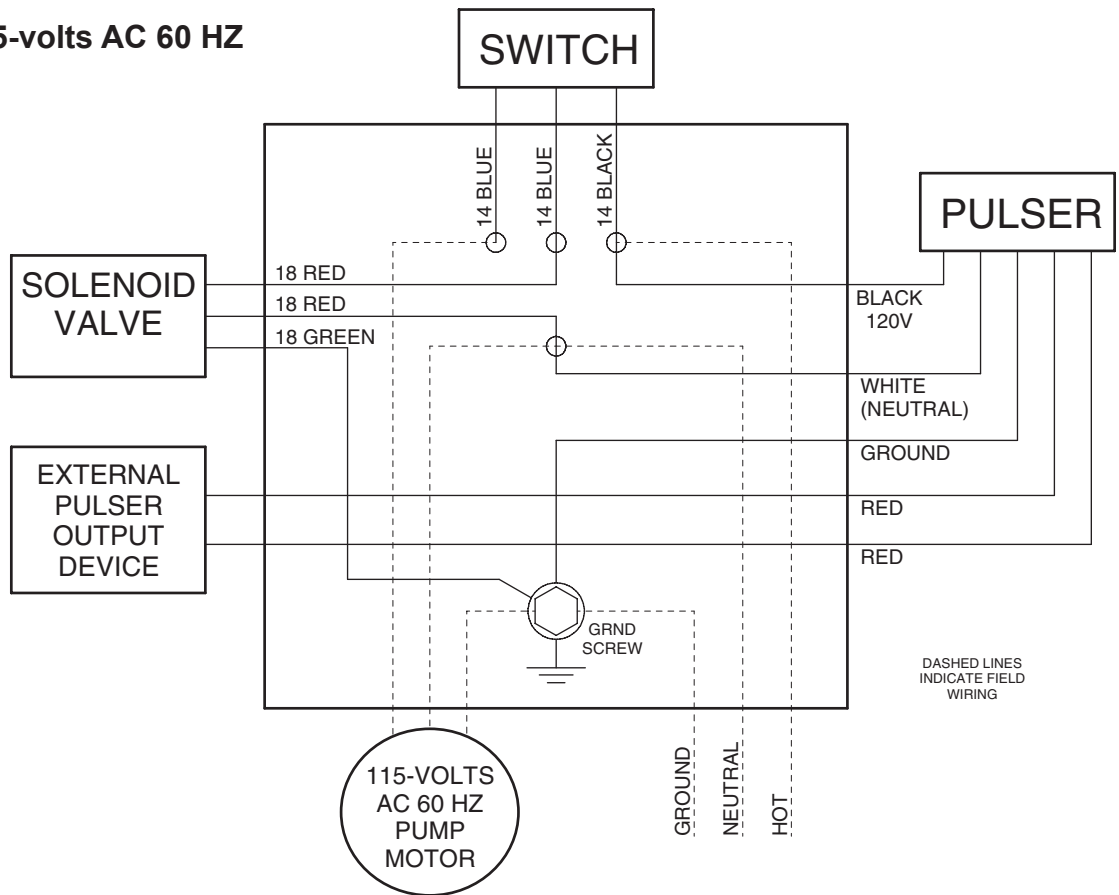 5-volts AC 60 HZ
SWITCH
14 BLUE
14 BLUE
14 BLACK
PULSER
SOLENOID
VALVE
18 RED
18 RED
18 GREEN
BLACK
120V
WHITE
(NEUTRAL)
GROUND
EXTERNAL
PULSER
OUTPUT
DEVICE
RED
RED
GRND
SCREW
DASHED LINES
INDICATE FIELD
WIRING
115-VOLTS
AC 60 HZ
PUMP
MOTOR
GROUND
NEUTRAL
HOT